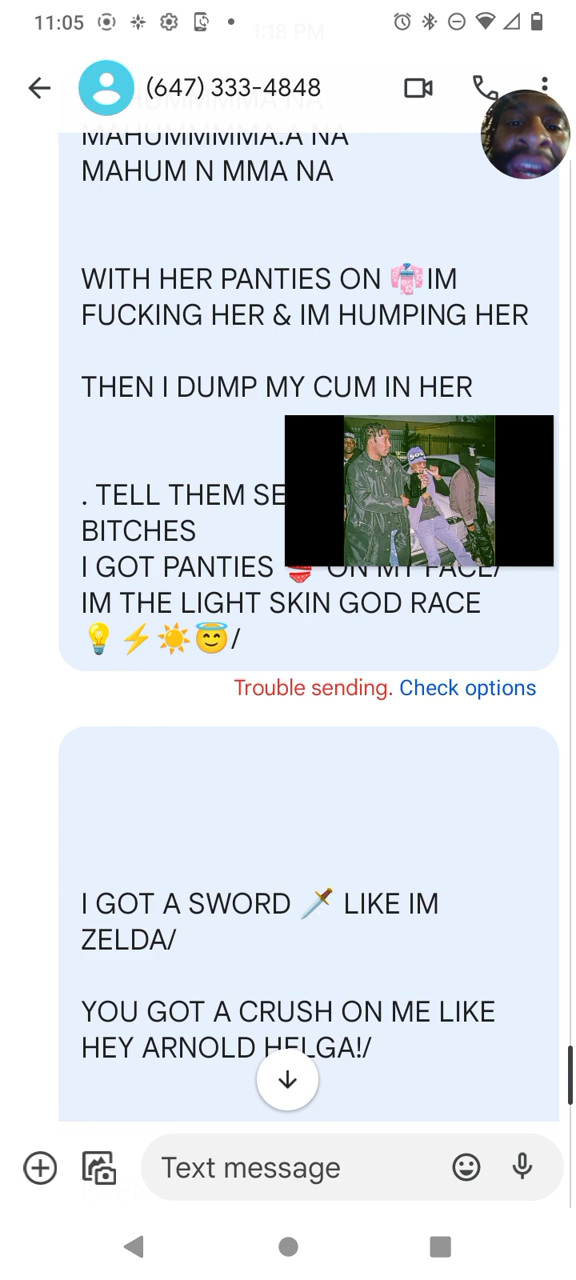 11:05
1:18 PM
(647) 333-4848
MAHUMMMMA.A NA
MAHUM N MMA NA
WITH HER PANTIES ON 👘IM
FUCKING HER & IM HUMPING HER
THEN I DUMP MY CUM IN HER
. TELL THEM SE
BITCHES
I GOT PANTIES 🩲 ON MY FACE/
IM THE LIGHT SKIN GOD RACE
💡⚡☀️😇/
Trouble sending. Check options
I GOT A SWORD 🗡️ LIKE IM
ZELDA/
YOU GOT A CRUSH ON ME LIKE
HEY ARNOLD HELGA!/
Text message